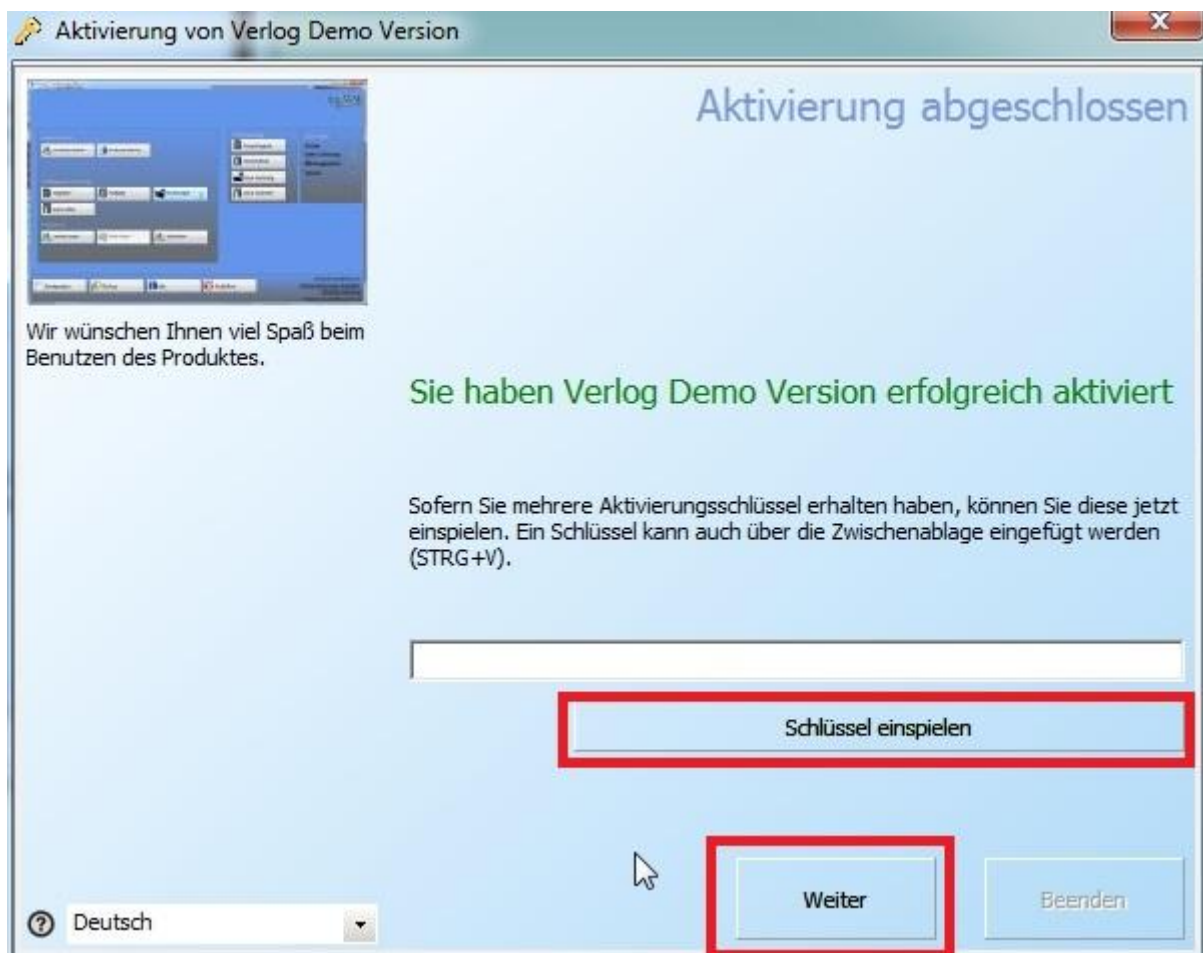 Aktivierung von Verlog Demo Version
Aktivierung abgeschlossen
Wir wünschen Ihnen viel Spaß beim
Benutzen des Produktes.
Sie haben Verlog Demo Version erfolgreich aktiviert
Sofern Sie mehrere Aktivierungsschlüssel erhalten haben, können Sie diese jetzt
einspielen. Ein Schlüssel kann auch über die Zwischenablage eingefügt werden
(STRG+V).
Schlüssel einspielen
Weiter
Beenden
Deutsch